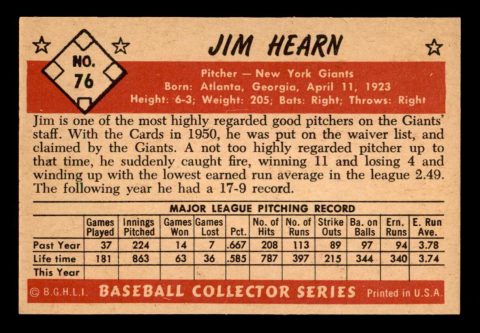 NO.
76
JIM HEARN
Pitcher — New York Giants
Born: Atlanta, Georgia, April 11, 1923
Height: 6-3; Weight: 205; Bats: Right; Throws: Right
Jim is one of the most highly regarded good pitchers on the Giants'
staff. With the Cards in 1950, he was put on the waiver list, and
claimed by the Giants. A not too highly regarded pitcher up to
that time, he suddenly caught fire, winning 11 and losing 4 and
winding up with the lowest earned run average in the league 2.49.
The following year he had a 17-9 record.
MAJOR LEAGUE PITCHING RECORD
Games Innings Games Games No. of No. of Strike Ba. on Ern. E. Run
Played Pitched Won Lost Pct. Hits Runs Outs Balls Runs Ave.
Past Year 37 224 14 7 .667 208 113 89 97 94 3.78
Life time 181 863 63 36 .585 787 397 215 344 340 3.74
This Year
© B.G.H.L.I. BASEBALL COLLECTOR SERIES Printed in U.S.A.